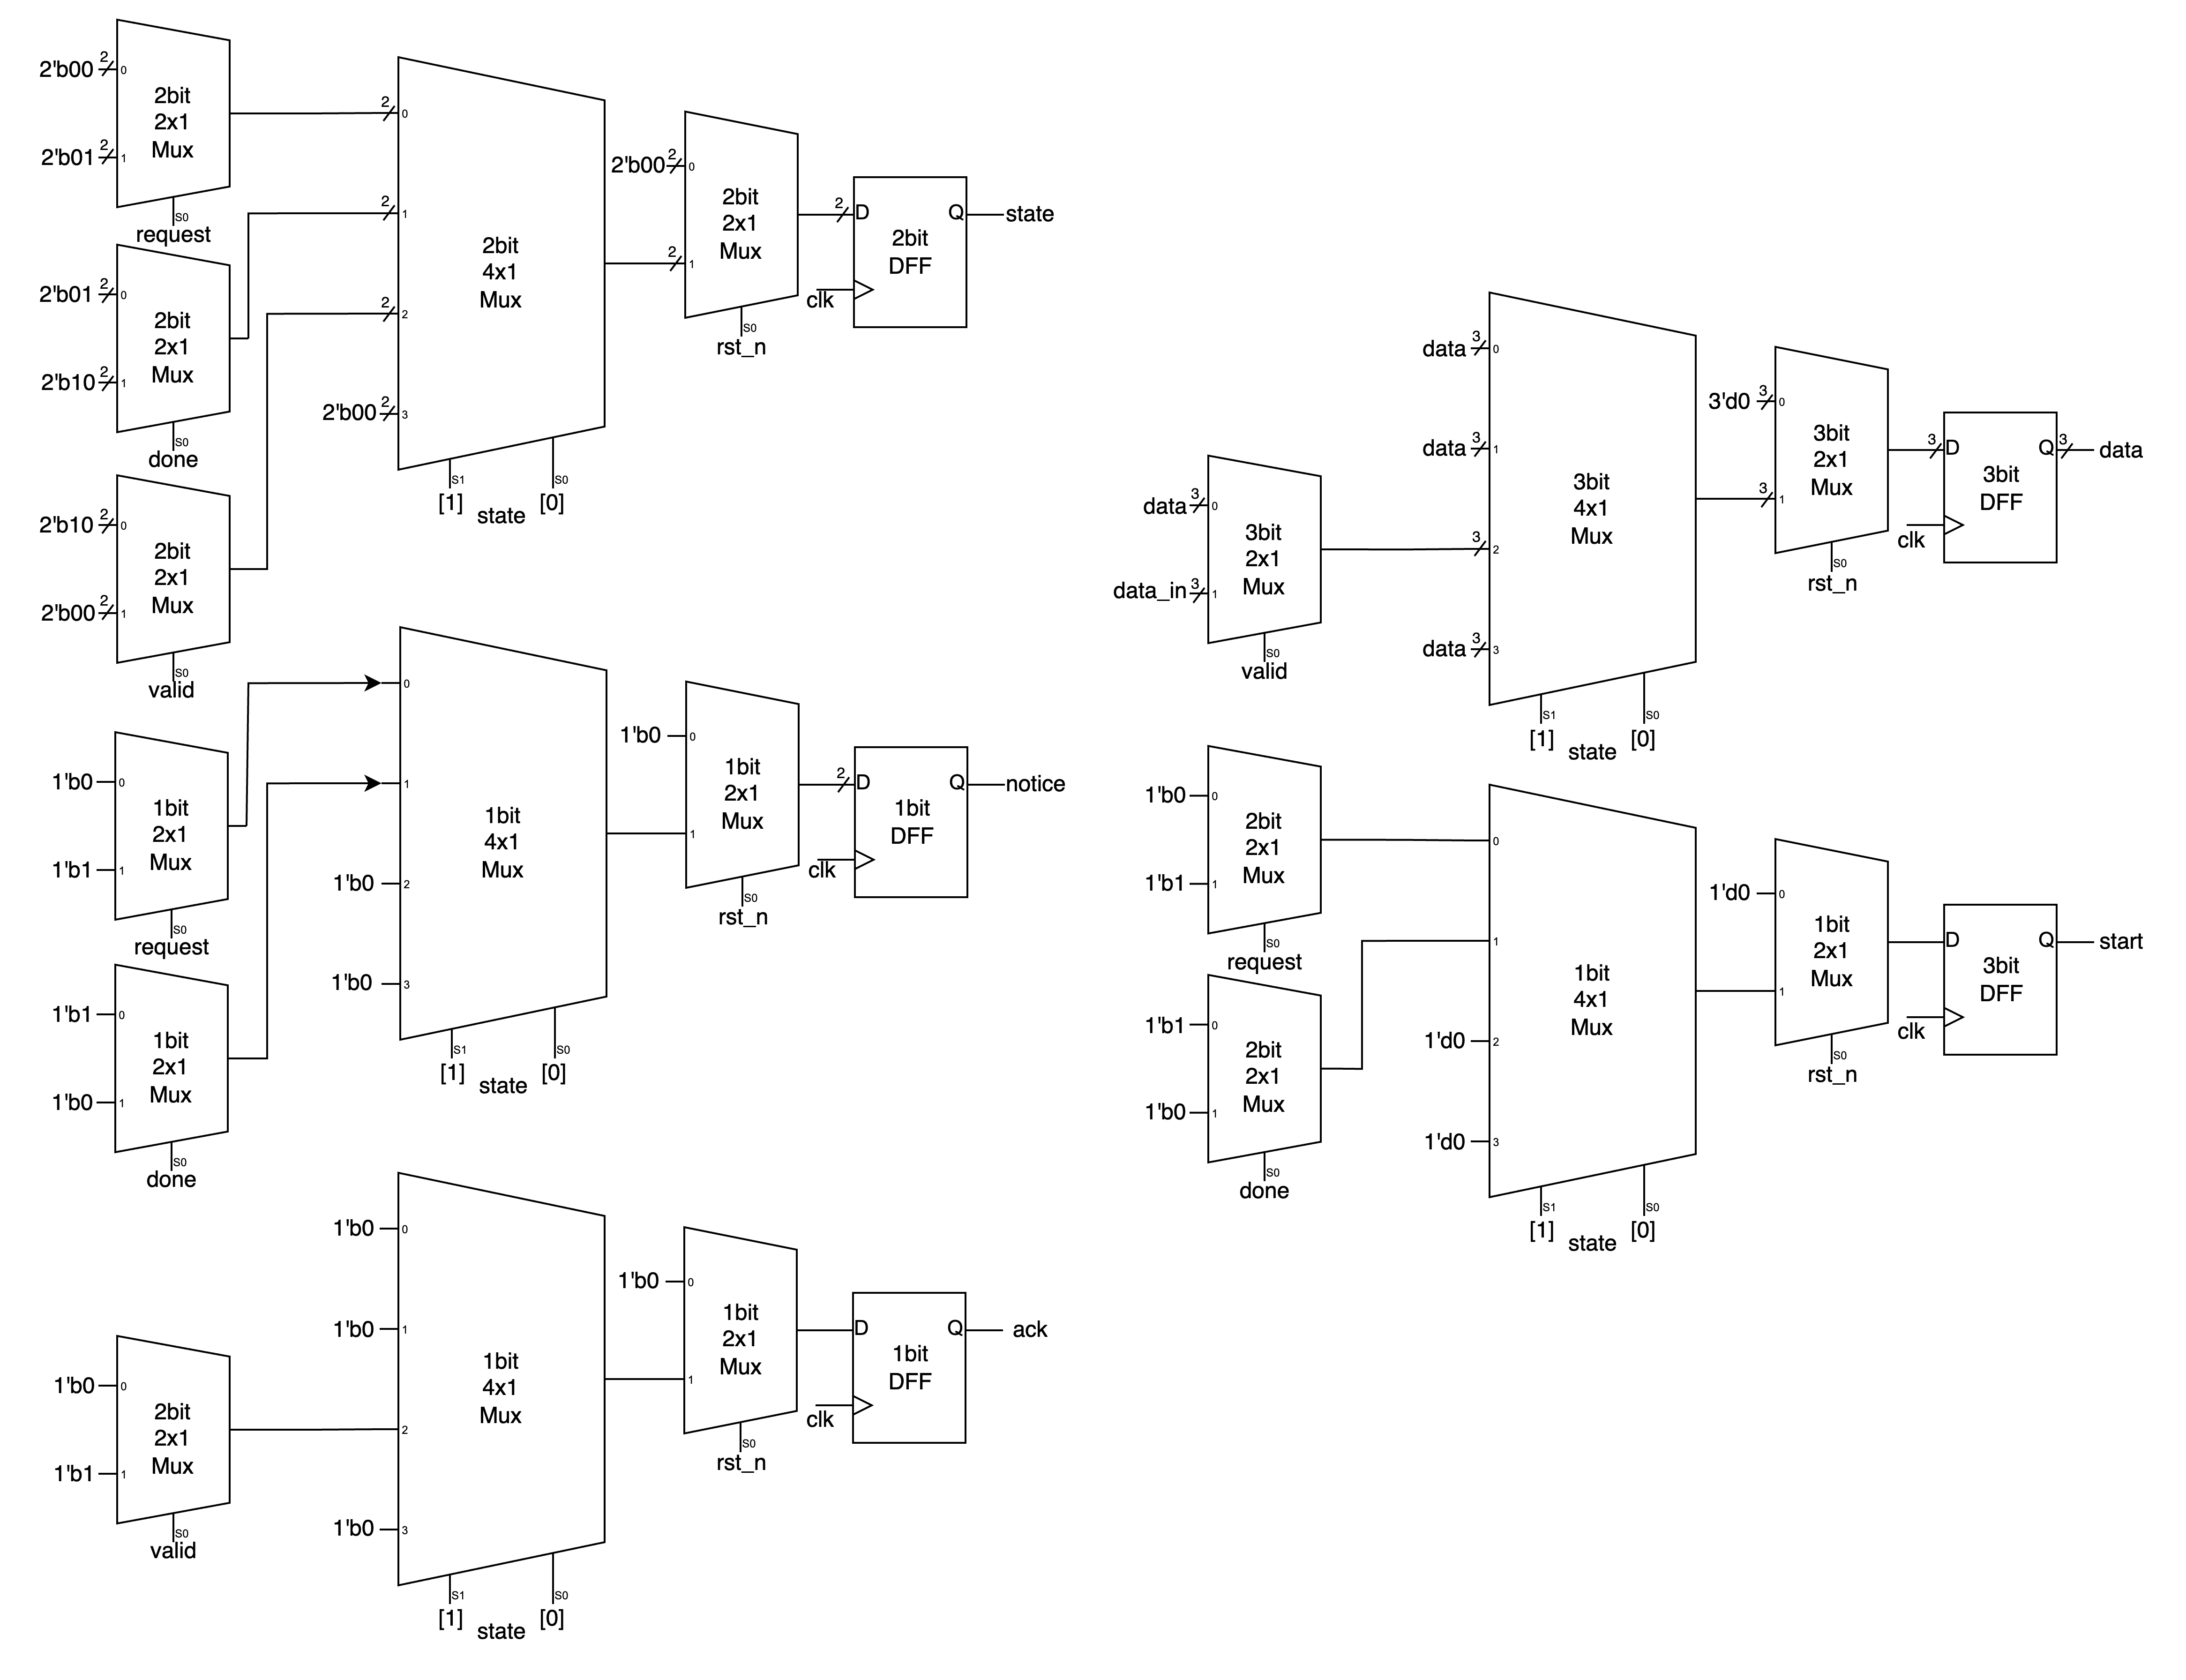 2'b00
2
0
2bit
2x1
Mux
2'b01
2
1
S0
request
2'b01
2
0
2bit
2x1
Mux
2'b10
2
1
S0
done
2'b10
2
0
2bit
2x1
Mux
2'b00
2
1
S0
valid
2
0
2
1
2
2
2'b00
2
3
2bit
4x1
Mux
S1
S0
[1]
state
[0]
2'b00
2
0
2
1
2bit
2x1
Mux
S0
rst_n
2
D
Q
2bit
DFF
clk
state
1'b0
0
1bit
2x1
Mux
1'b1
1
S0
request
1'b1
0
1bit
2x1
Mux
1'b0
1
S0
done
0
1
1'b0
2
1'b0
3
1bit
4x1
Mux
S1
S0
[1]
state
[0]
1'b0
0
1
1bit
2x1
Mux
S0
rst_n
2
D
Q
1bit
DFF
clk
notice
1'b0
0
2bit
2x1
Mux
1'b1
1
S0
valid
1'b0
0
1'b0
1
2
1'b0
3
1bit
4x1
Mux
S1
S0
[1]
state
[0]
1'b0
0
1
1bit
2x1
Mux
S0
rst_n
D
Q
1bit
DFF
clk
ack
data
3
0
3bit
2x1
Mux
data_in
3
1
S0
valid
data
3
0
data
3
1
3
2
data
3
3
3bit
4x1
Mux
S1
S0
[1]
state
[0]
3'd0
3
0
3
1
3bit
2x1
Mux
S0
rst_n
3
D
Q
3
3bit
DFF
clk
data
1'b0
0
2bit
2x1
Mux
1'b1
1
S0
request
1'b1
0
2bit
2x1
Mux
1'b0
1
S0
done
0
1
1'd0
2
1'd0
3
1bit
4x1
Mux
S1
S0
[1]
state
[0]
1'd0
0
1
1bit
2x1
Mux
S0
rst_n
D
Q
3bit
DFF
clk
start